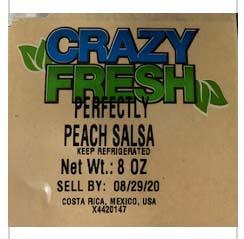 CRAZY
FRESH
PERFECTLY
PEACH SALSA
KEEP REFRIGERATED
Net Wt.: 8 OZ
SELL BY: 08/29/20
COSTA RICA, MEXICO, USA
X4420147